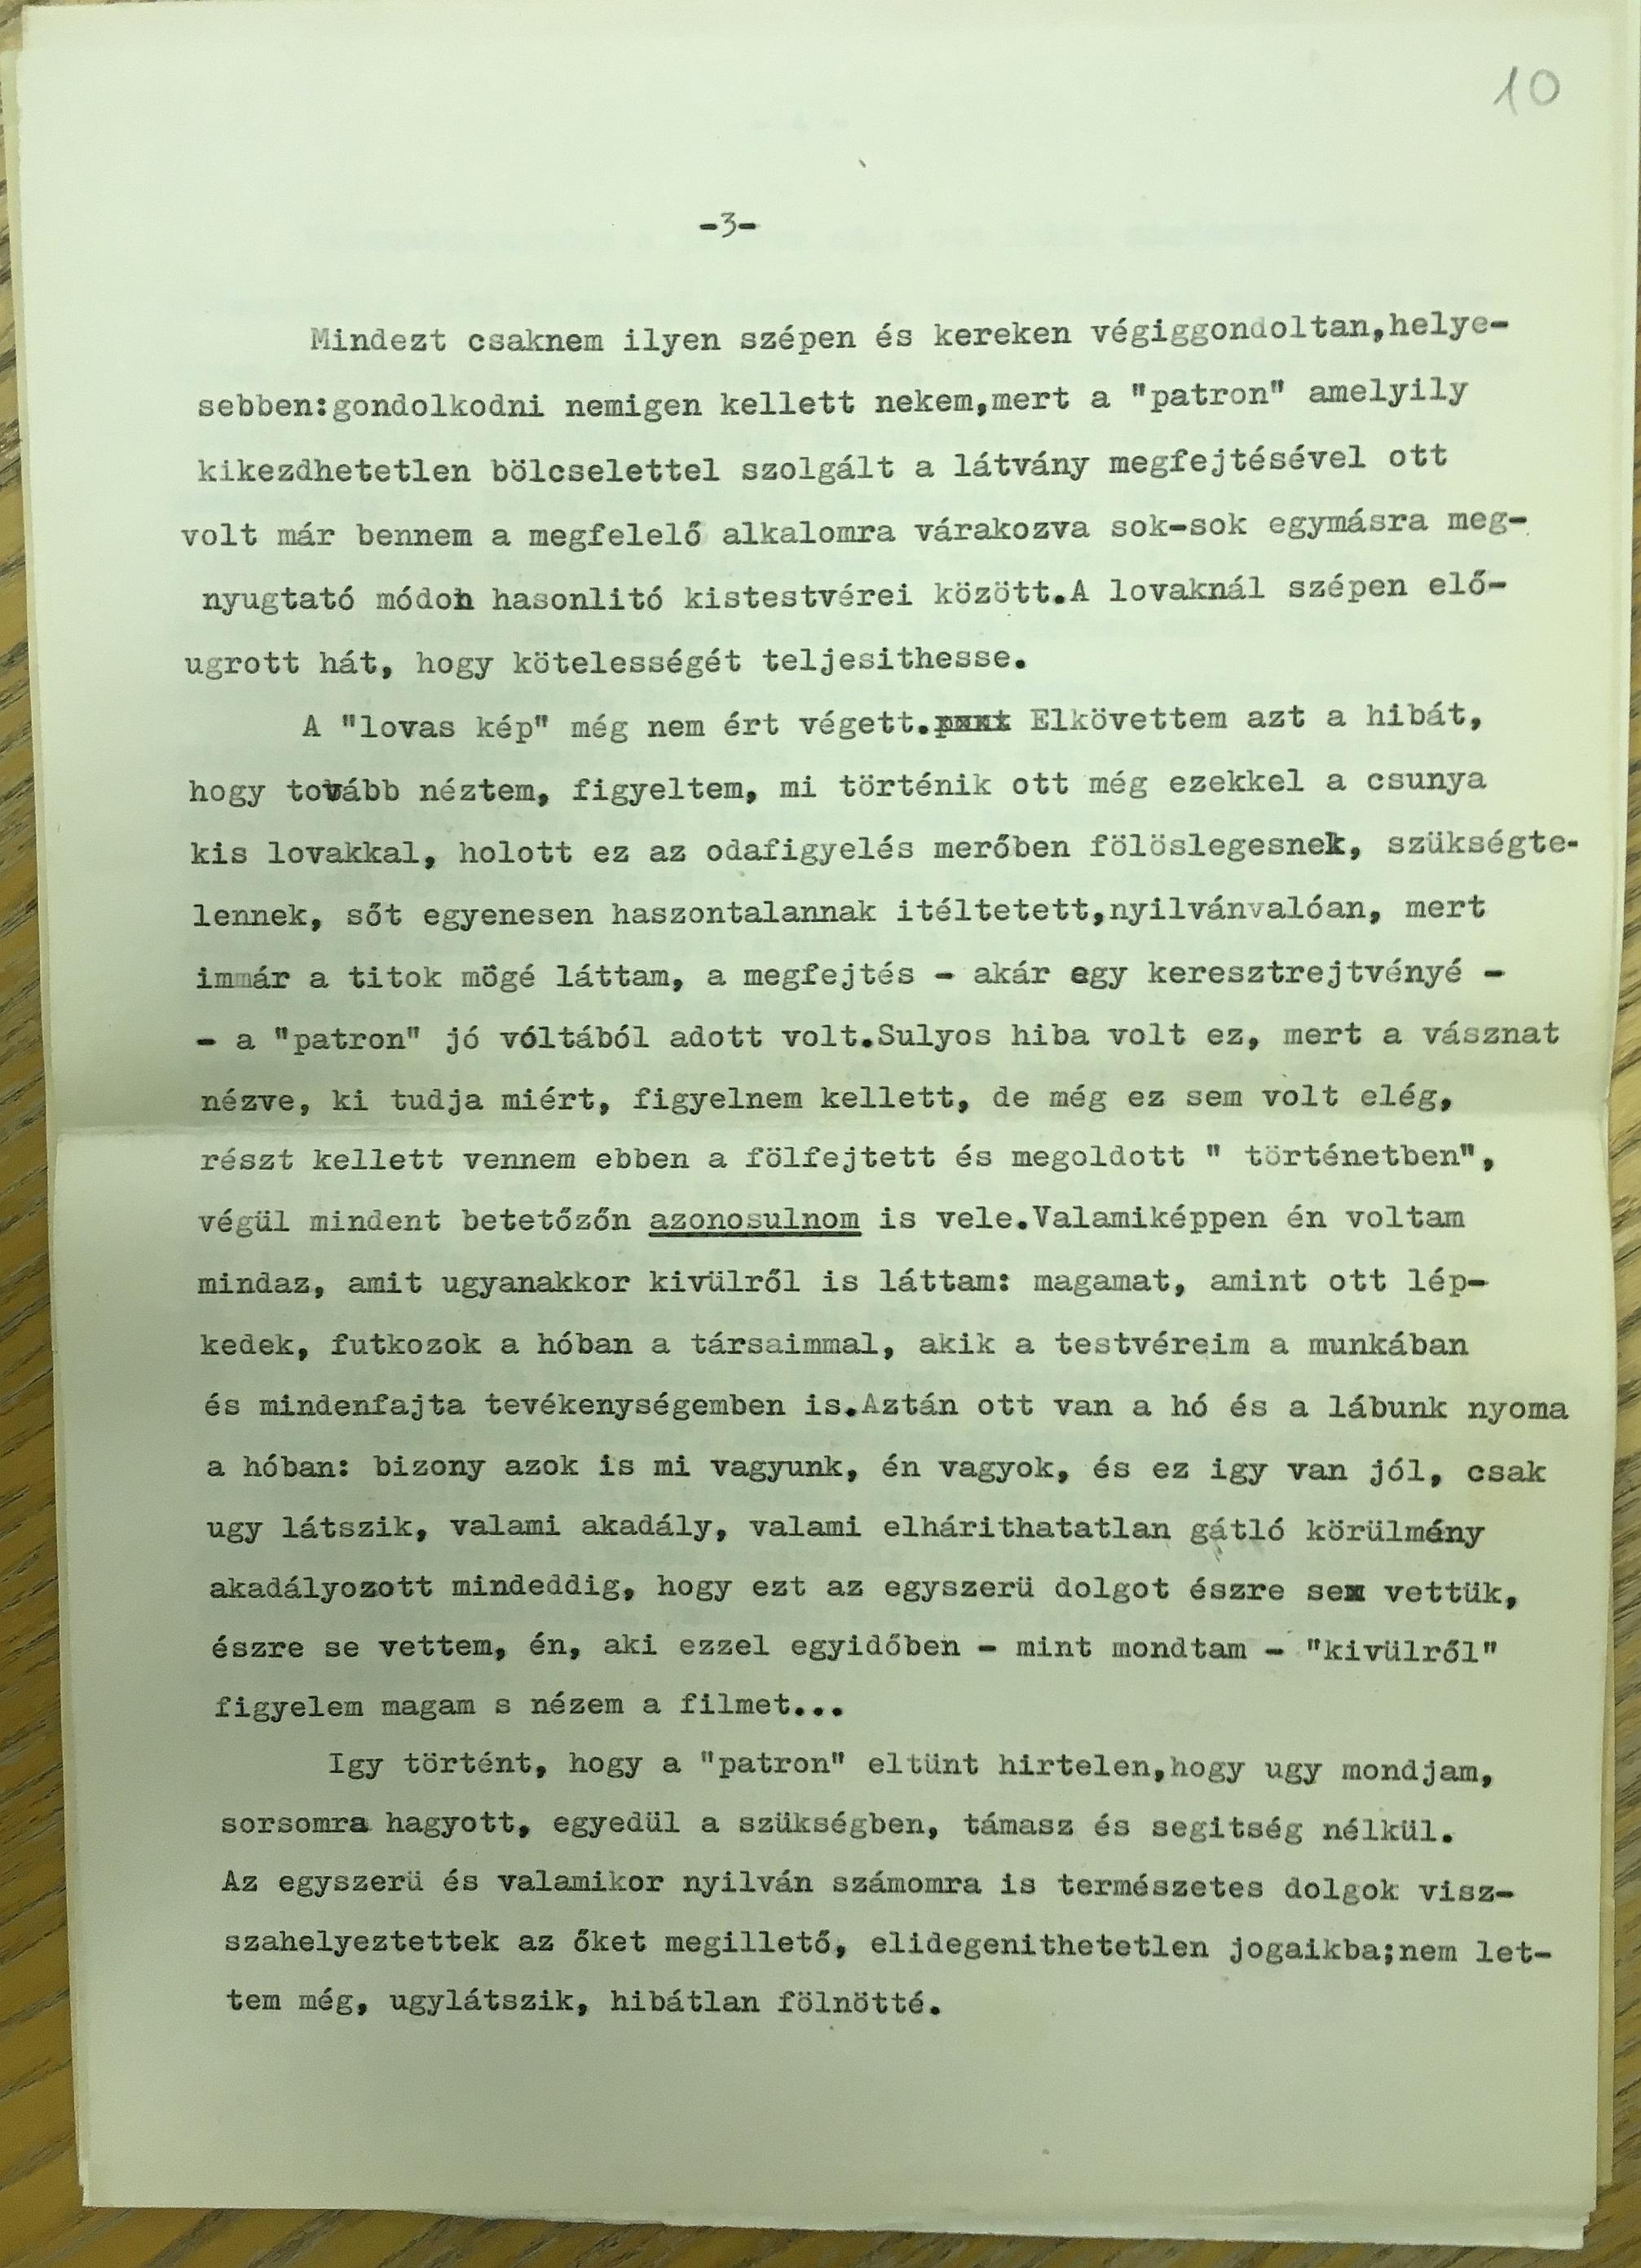 10
-3-
Mindezt csaknem ilyen szépen és kereken végiggondoltan,helye-
sebben:gondolkodni nemigen kellett nekem,mert a "patron" amelyily
kikezdhetetlen bölcselettel szolgált a látvány megfejtésével ott
volt már bennem a megfelelő alkalomra várakozva sok-sok egymásra meg-
nyugtató módon hasonlitó kistestvérei között.A lovaknál szépen elő-
ugrott hát, hogy kötelességét teljesithesse.
A "lovas kép" még nem ért végett. Elkövettem azt a hibát,
hogy tovább néztem, figyeltem, mi történik ott még ezekkel a csunya
kis lovakkal, holott ez az odafigyelés merőben fölöslegesnek, szükségte-
lennek, sőt egyenesen haszontalannak itéltetett,nyilvánvalóan, mert
immár a titok mögé láttam, a megfejtés - akár egy keresztrejtvényé -
- a "patron" jó vóltából adott volt.Sulyos hiba volt ez, mert a vásznat
nézve, ki tudja miért, figyelnem kellett, de még ez sem volt elég,
részt kellett vennem ebben a fölfejtett és megoldott " történetben",
végül mindent betetőzőn azonosulnom is vele.Valamiképpen én voltam
mindaz, amit ugyanakkor kivülről is láttam: magamat, amint ott lép-
kedek, futkozok a hóban a társaimmal, akik a testvéreim a munkában
és mindenfajta tevékenységemben is.Aztán ott van a hó és a lábunk nyoma
a hóban: bizony azok is mi vagyunk, én vagyok, és ez igy van jól, csak
ugy látszik, valami akadály, valami elhárithatatlan gátló körülmény
akadályozott mindeddig, hogy ezt az egyszerü dolgot észre se vettük,
észre se vettem, én, aki ezzel egyidőben - mint mondtam - "kivülről"
figyelem magam s nézem a filmet...
Igy történt, hogy a "patron" eltünt hirtelen,hogy ugy mondjam,
sorsomra hagyott, egyedül a szükségben, támasz és segitség nélkül.
Az egyszerü és valamikor nyilván számomra is természetes dolgok visz-
szahelyeztettek az őket megillető, elidegenithetetlen jogaikba;nem let-
tem még, ugylátszik, hibátlan fölnötté.